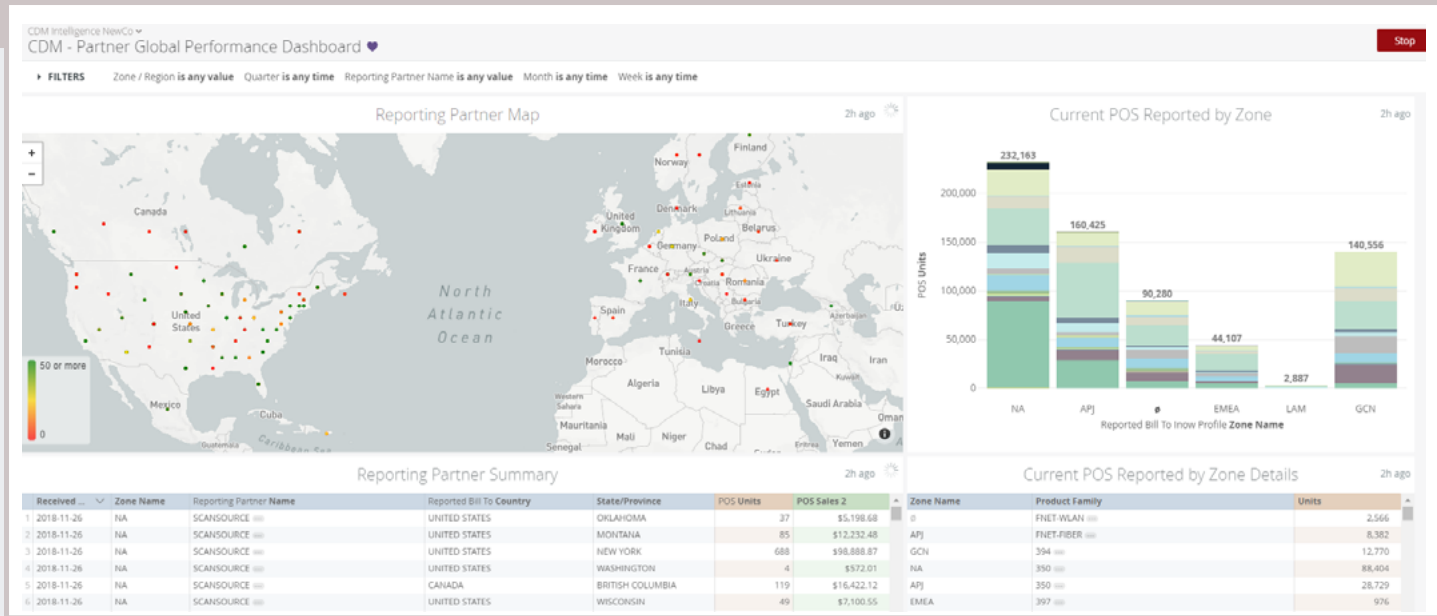 CDM Intelligence NewCo
CDM - Partner Global Performance Dashboard
Stop
FILTERS Zone / Region is any value Quarter is any time Reporting Partner Name is any value Month is any time Week is any time
Reporting Partner Map 2h ago
+
−
Canada
United States
Mexico
Cuba
Guatemala
Caribbean Sea
North Atlantic Ocean
Norway
Finland
Estonia
Denmark
Lithuania
United Kingdom
Belarus
Poland
Germany
Ukraine
France
Austria
Croatia
Romania
Italy
Bulgaria
Spain
Greece
Turkey
Azerbaijan
Tunisia
Morocco
Iraq
Iran
Kuwait
Algeria
Libya
Egypt
Western Sahara
Saudi Arabia
Oman
Mauritania
Mali
Niger
Chad
Senegal
Eritrea
Yemen
50 or more
0
Current POS Reported by Zone 2h ago
POS Units
200,000
150,000
100,000
50,000
0
232,163
160,425
90,280
44,107
2,887
140,556
NA APJ ø EMEA LAM GCN
Reported Bill To Inow Profile Zone Name
Reporting Partner Summary 2h ago
Received ... Zone Name Reporting Partner Name Reported Bill To Country State/Province POS Units POS Sales 2
1 2018-11-26 NA SCANSOURCE UNITED STATES OKLAHOMA 37 $5,198.68
2 2018-11-26 NA SCANSOURCE UNITED STATES MONTANA 85 $12,232.48
3 2018-11-26 NA SCANSOURCE UNITED STATES NEW YORK 688 $98,888.87
4 2018-11-26 NA SCANSOURCE UNITED STATES WASHINGTON 4 $572.01
5 2018-11-26 NA SCANSOURCE CANADA BRITISH COLUMBIA 119 $16,422.12
6 2018-11-26 NA SCANSOURCE UNITED STATES WISCONSIN 49 $7,100.55
Current POS Reported by Zone Details 2h ago
Zone Name Product Family Units
ø FNET-WLAN 2,566
APJ FNET-FIBER 8,382
GCN 394 12,770
NA 350 88,404
APJ 350 28,729
EMEA 397 976